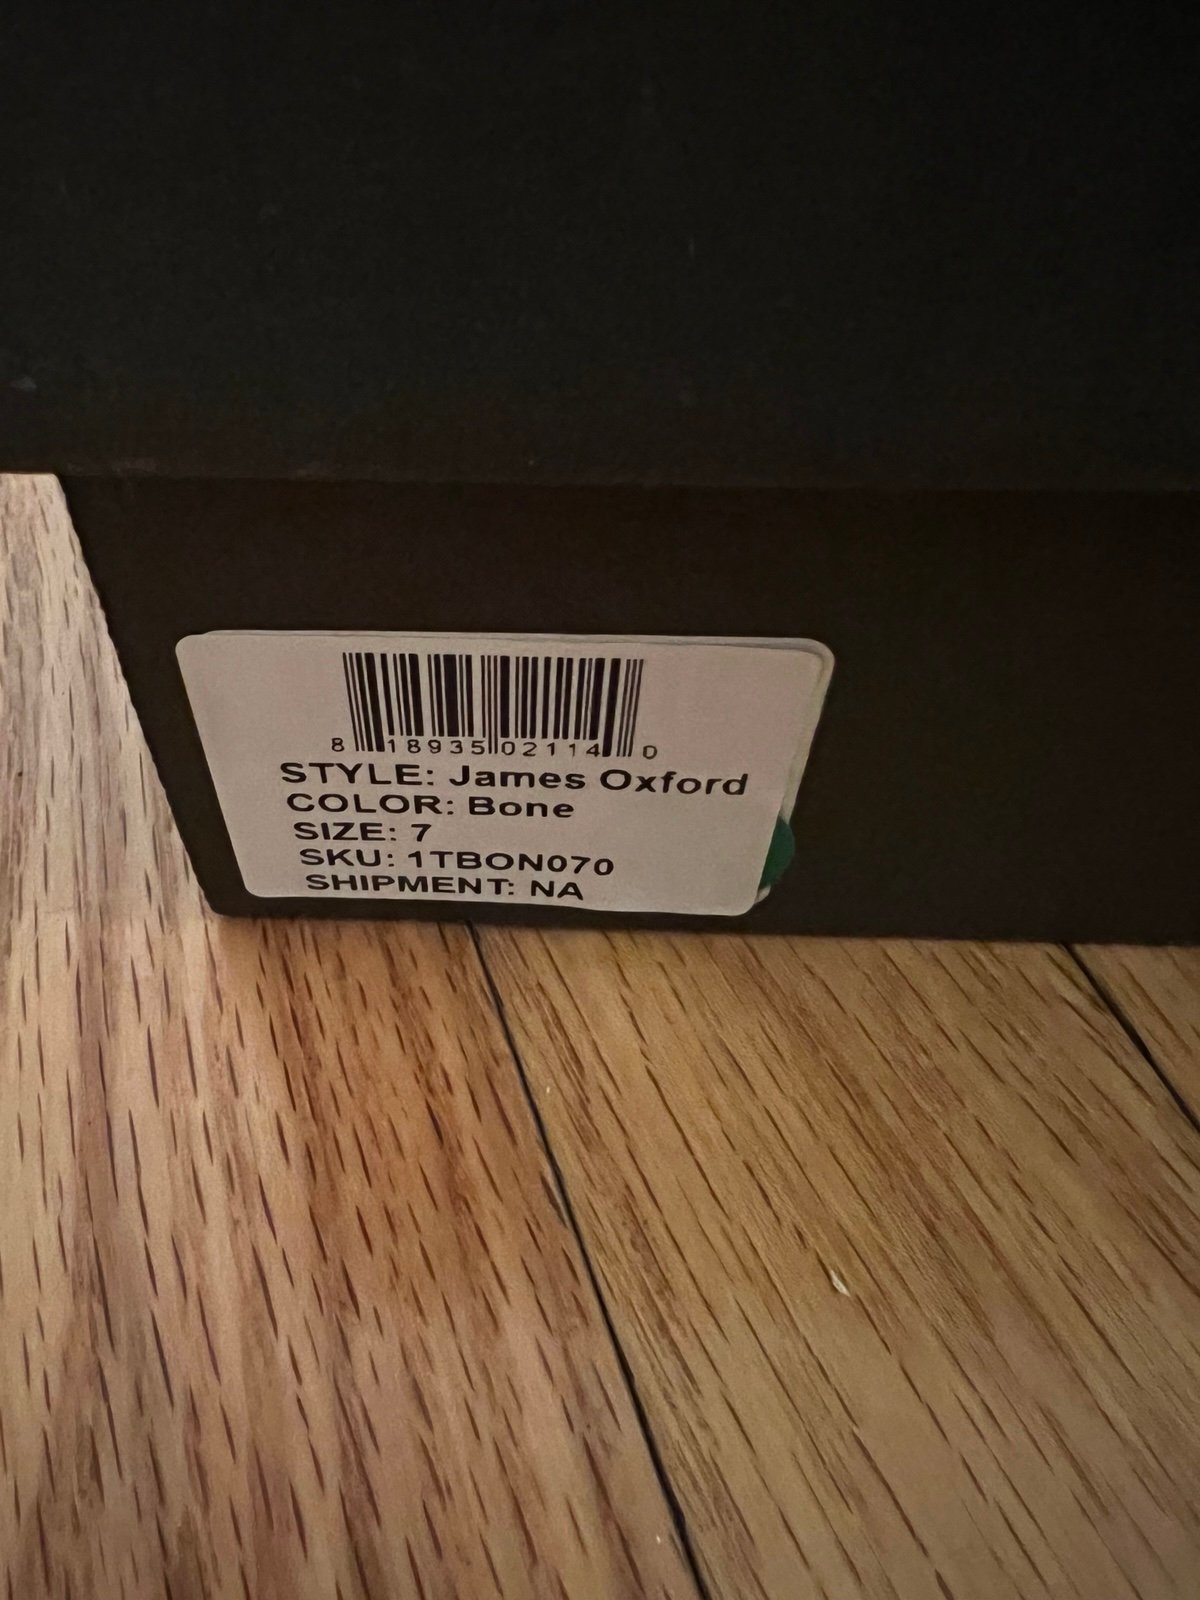 8 18935 02114 0
STYLE: James Oxford
COLOR: Bone
SIZE: 7
SKU: 1TBON070
SHIPMENT: NA